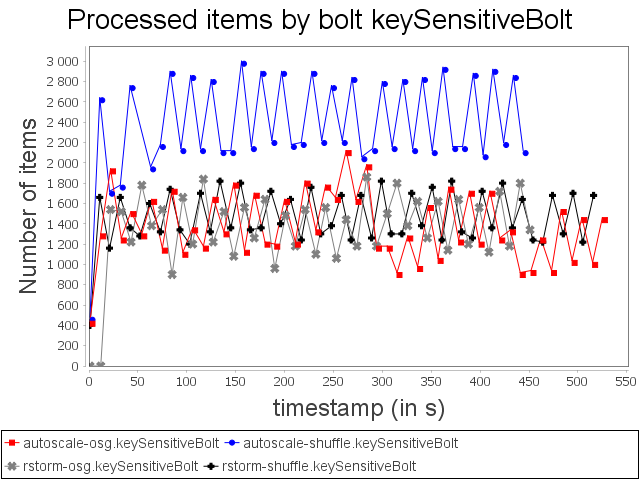 Processed items by bolt keySensitiveBolt
3 000
2 800
2 600
2 400
2 200
2 000
1 800
1 600
1 400
1 200
1 000
800
600
400
200
0
Number of items
0 50 100 150 200 250 300 350 400 450 500 550
timestamp (in s)
autoscale-osg.keySensitiveBolt autoscale-shuffle.keySensitiveBolt
rstorm-osg.keySensitiveBolt rstorm-shuffle.keySensitiveBolt